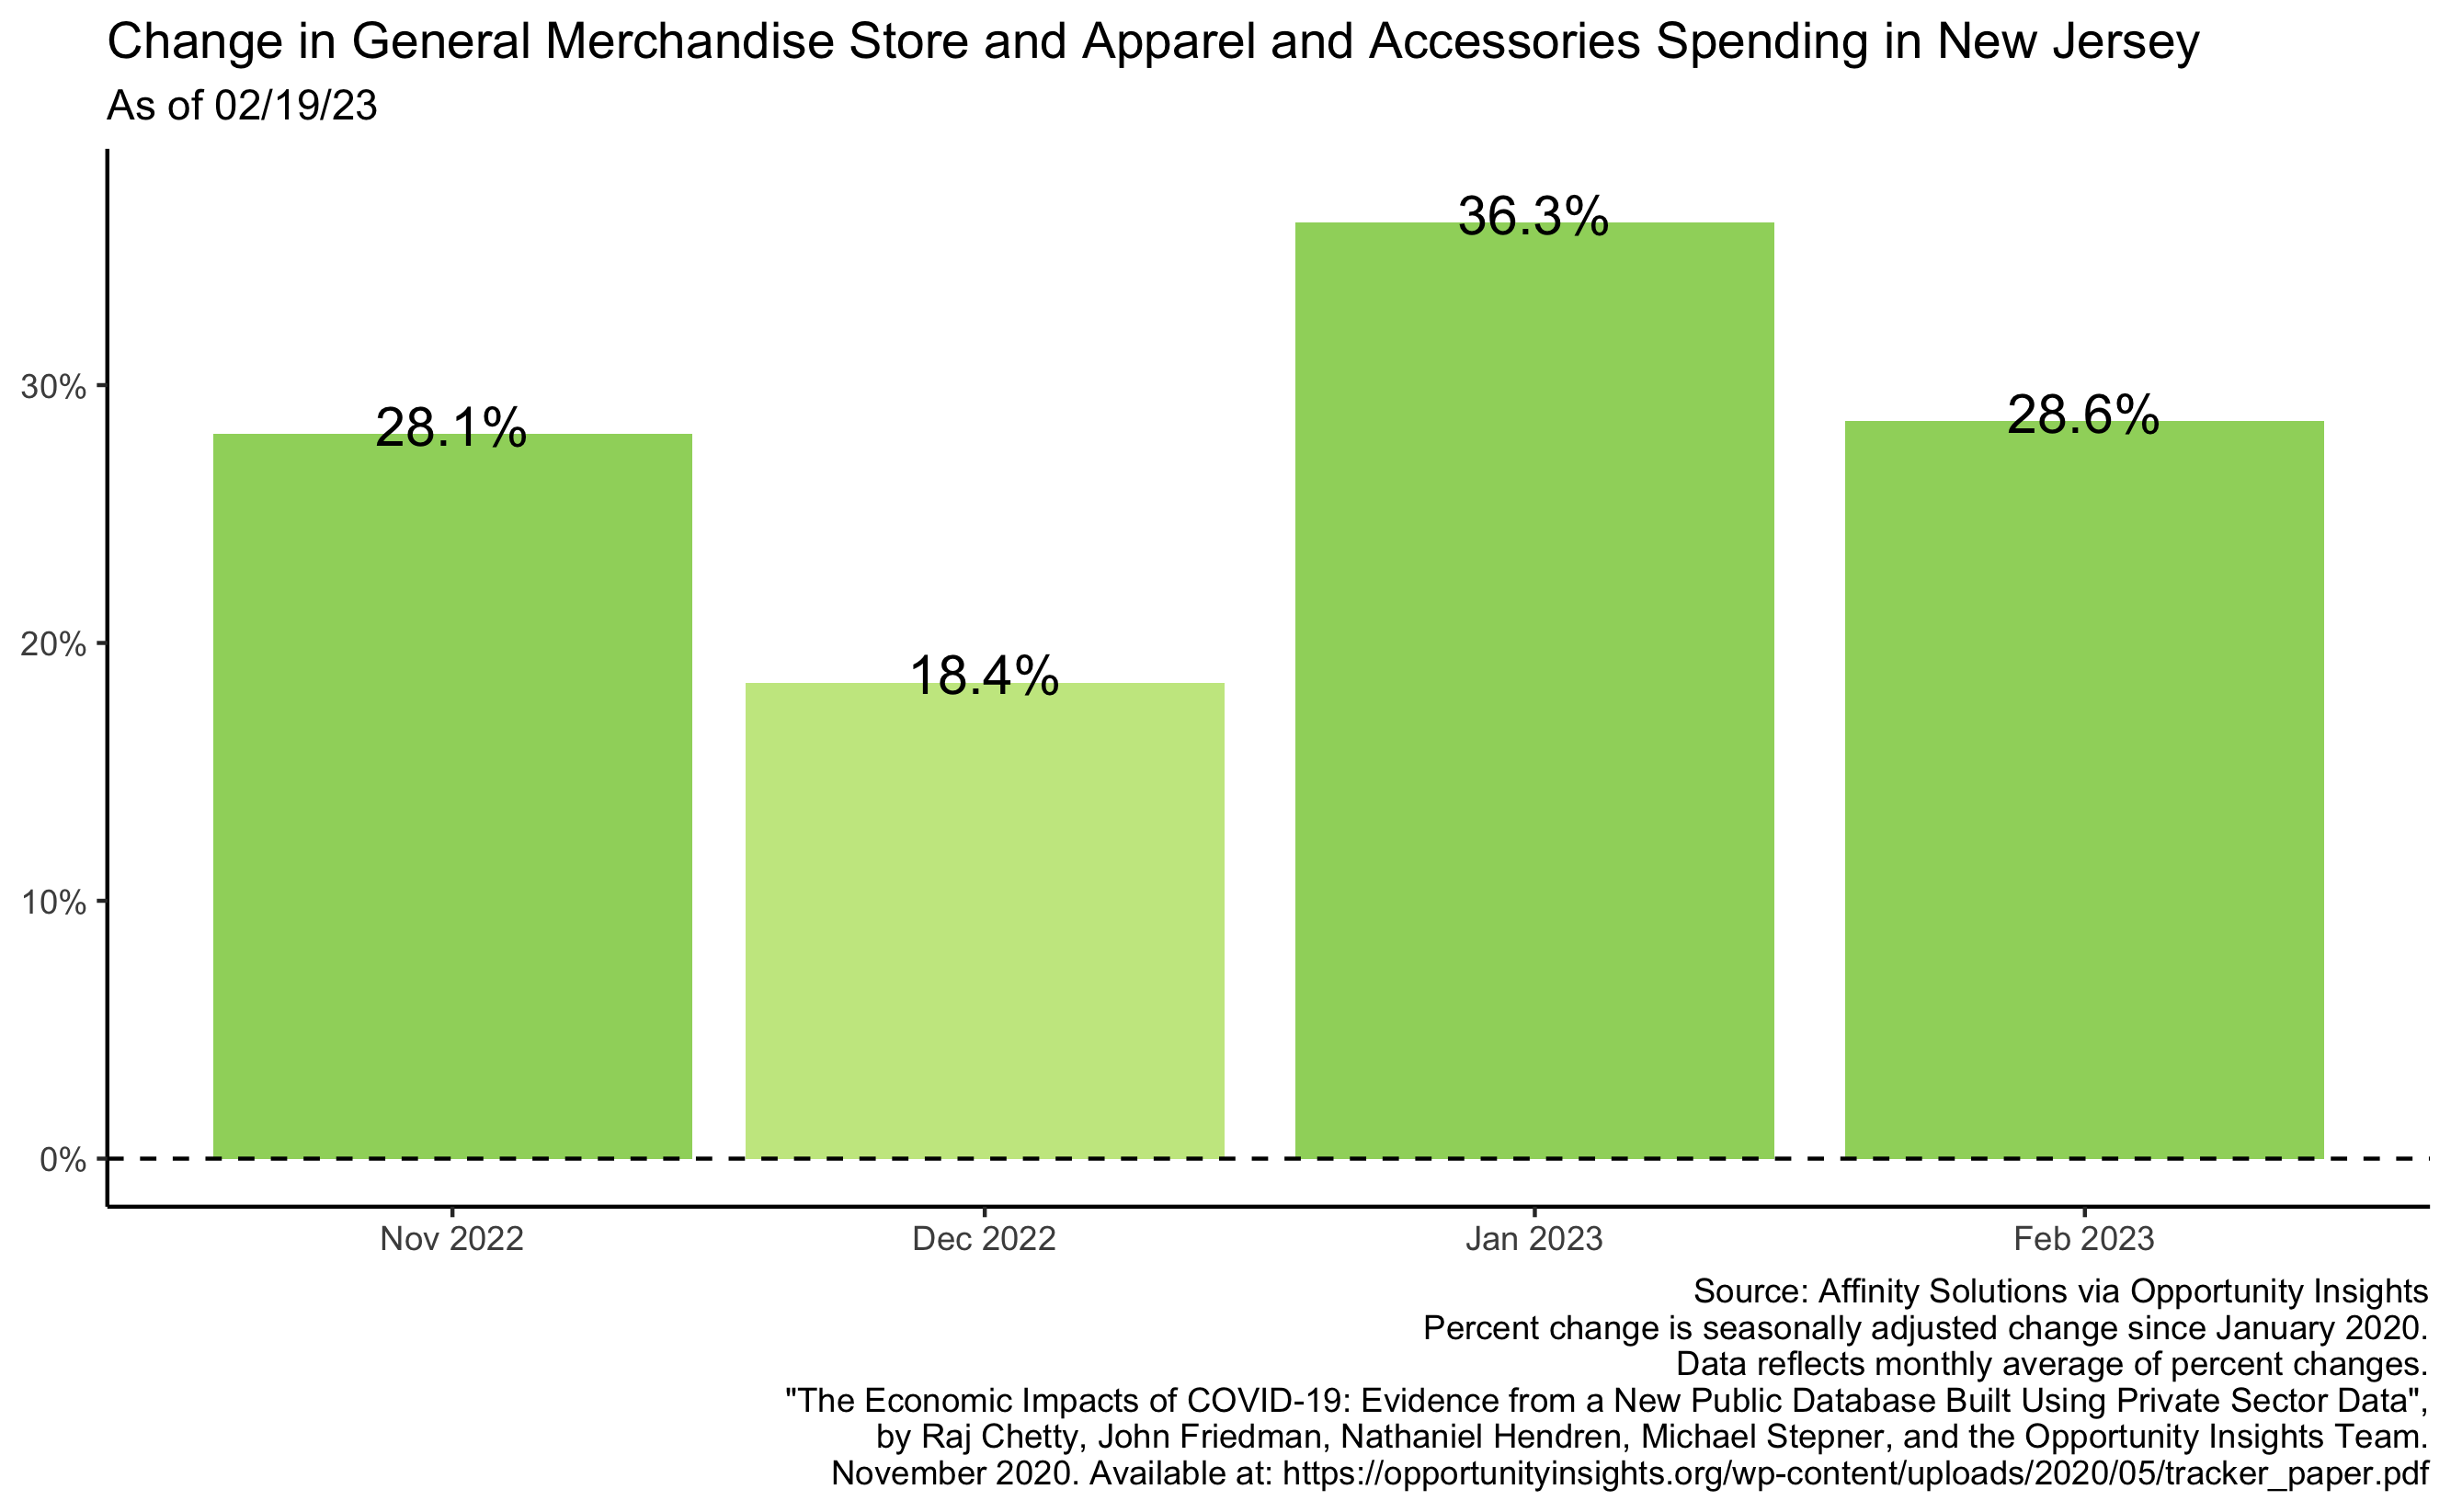 Change in General Merchandise Store and Apparel and Accessories Spending in New Jersey
As of 02/19/23
36.3%
30%
28.1%
28.6%
20%
18.4%
10%
0%
Nov 2022
Dec 2022
Jan 2023
Feb 2023
Source: Affinity Solutions via Opportunity Insights
Percent change is seasonally adjusted change since January 2020.
Data reflects monthly average of percent changes.
"The Economic Impacts of COVID-19: Evidence from a New Public Database Built Using Private Sector Data",
by Raj Chetty, John Friedman, Nathaniel Hendren, Michael Stepner, and the Opportunity Insights Team.
November 2020. Available at: https://opportunityinsights.org/wp-content/uploads/2020/05/tracker_paper.pdf